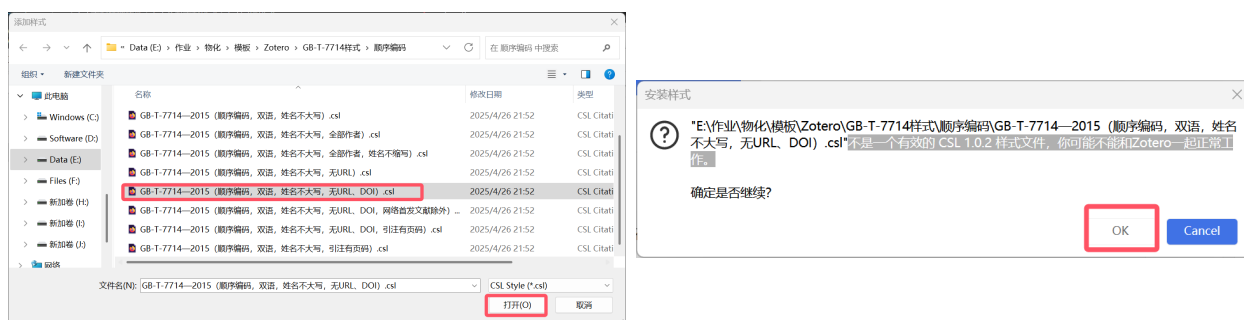 添加样式
« Data (E:) › 作业 › 物化 › 模板 › Zotero › GB-T-7714样式 › 顺序编码
在 顺序编码 中搜索
组织
新建文件夹
此电脑
Windows (C:)
Software (D:)
Data (E:)
Files (F:)
新加卷 (H:)
新加卷 (I:)
新加卷 (J:)
网络
名称
修改日期
类型
GB-T-7714—2015（顺序编码，双语，姓名不大写）.csl
2025/4/26 21:52
CSL Citati
GB-T-7714—2015（顺序编码，双语，姓名不大写，全部作者）.csl
2025/4/26 21:52
CSL Citati
GB-T-7714—2015（顺序编码，双语，姓名不大写，全部作者，姓名不缩写）.csl
2025/4/26 21:52
CSL Citati
GB-T-7714—2015（顺序编码，双语，姓名不大写，无URL）.csl
2025/4/26 21:52
CSL Citati
GB-T-7714—2015（顺序编码，双语，姓名不大写，无URL、DOI）.csl
2025/4/26 21:52
CSL Citati
GB-T-7714—2015（顺序编码，双语，姓名不大写，无URL、DOI，网络首发文献除外）...
2025/4/26 21:52
CSL Citati
GB-T-7714—2015（顺序编码，双语，姓名不大写，无URL、DOI，引注有页码）.csl
2025/4/26 21:52
CSL Citati
GB-T-7714—2015（顺序编码，双语，姓名不大写，引注有页码）.csl
2025/4/26 21:52
CSL Citati
文件名(N):
GB-T-7714—2015（顺序编码，双语，姓名不大写，无URL、DOI）.csl
CSL Style (*.csl)
打开(O)
取消
安装样式
"E:\作业\物化\模板\Zotero\GB-T-7714样式\顺序编码\GB-T-7714—2015（顺序编码，双语，姓名
不大写，无URL、DOI）.csl"不是一个有效的 CSL 1.0.2 样式文件，你可能不能和Zotero一起正常工
作。
确定是否继续?
OK
Cancel